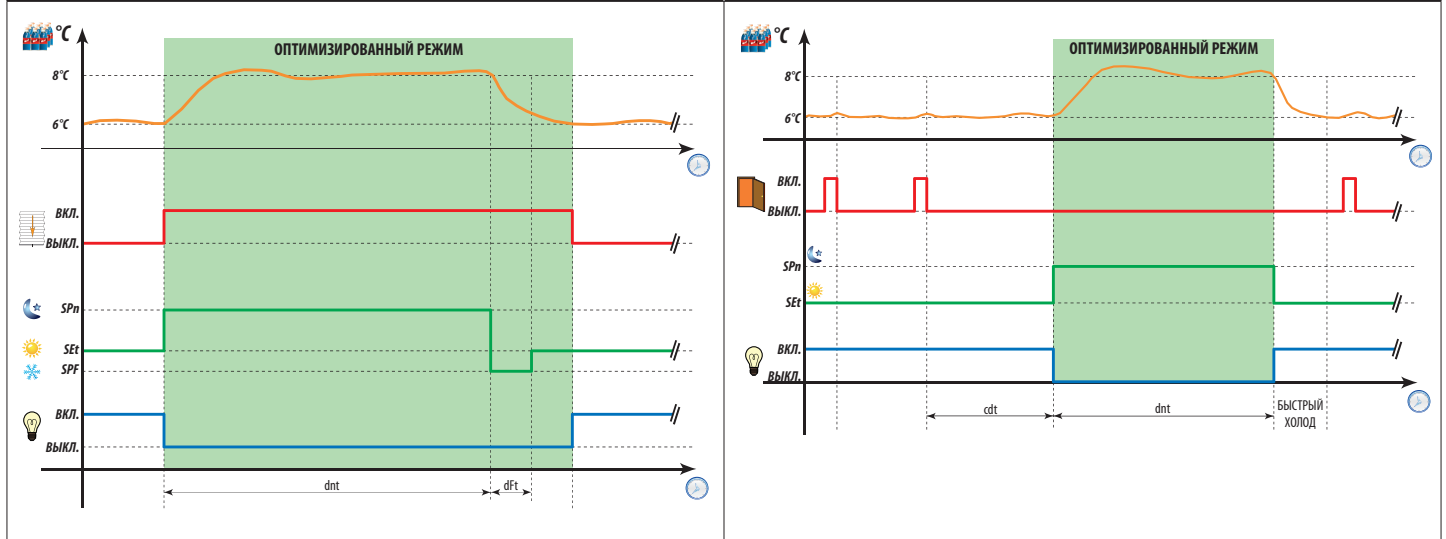 °C
ОПТИМИЗИРОВАННЫЙ РЕЖИМ
8°C
6°C
ВКЛ.
ВЫКЛ.
SPn
SEt
SPF
ВКЛ.
ВЫКЛ.
dnt
dFt
°C
ОПТИМИЗИРОВАННЫЙ РЕЖИМ
8°C
6°C
ВКЛ.
ВЫКЛ.
SPn
SEt
ВКЛ.
ВЫКЛ.
cdt
dnt
БЫСТРЫЙ
ХОЛОД